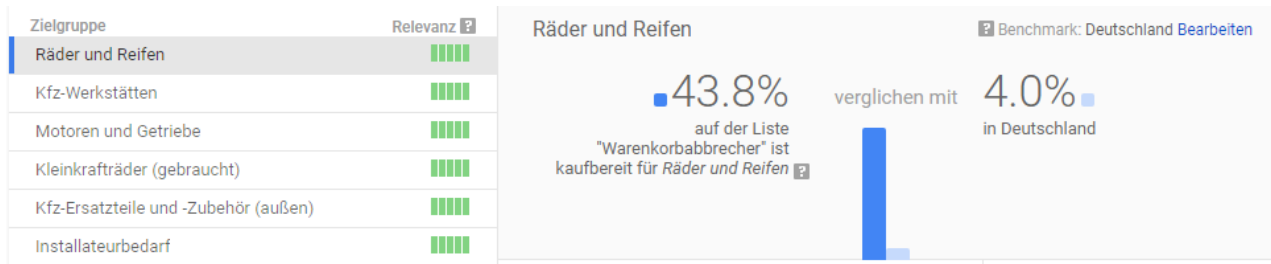 Zielgruppe Relevanz ?
Räder und Reifen
Kfz-Werkstätten
Motoren und Getriebe
Kleinkrafträder (gebraucht)
Kfz-Ersatzteile und -Zubehör (außen)
Installateurbedarf
Räder und Reifen
? Benchmark: Deutschland Bearbeiten
43.8% verglichen mit 4.0%
auf der Liste
"Warenkorbabbrecher" ist
kaufbereit für Räder und Reifen ?
in Deutschland